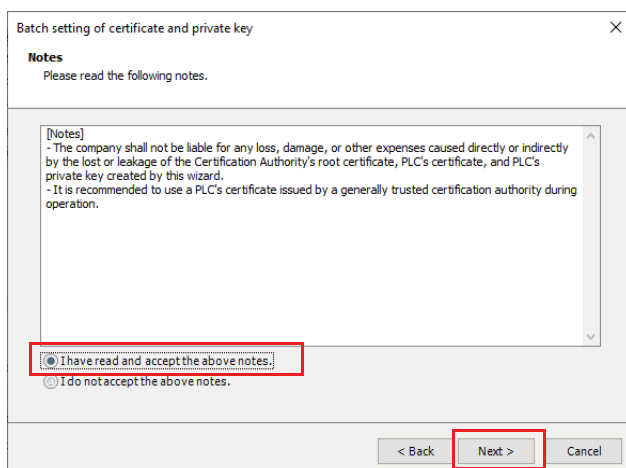 Batch setting of certificate and private key
Notes
Please read the following notes.
[Notes]
- The company shall not be liable for any loss, damage, or other expenses caused directly or indirectly
by the lost or leakage of the Certification Authority's root certificate, PLC's certificate, and PLC's
private key created by this wizard.
- It is recommended to use a PLC's certificate issued by a generally trusted certification authority during
operation.
I have read and accept the above notes.
I do not accept the above notes.
< Back Next > Cancel